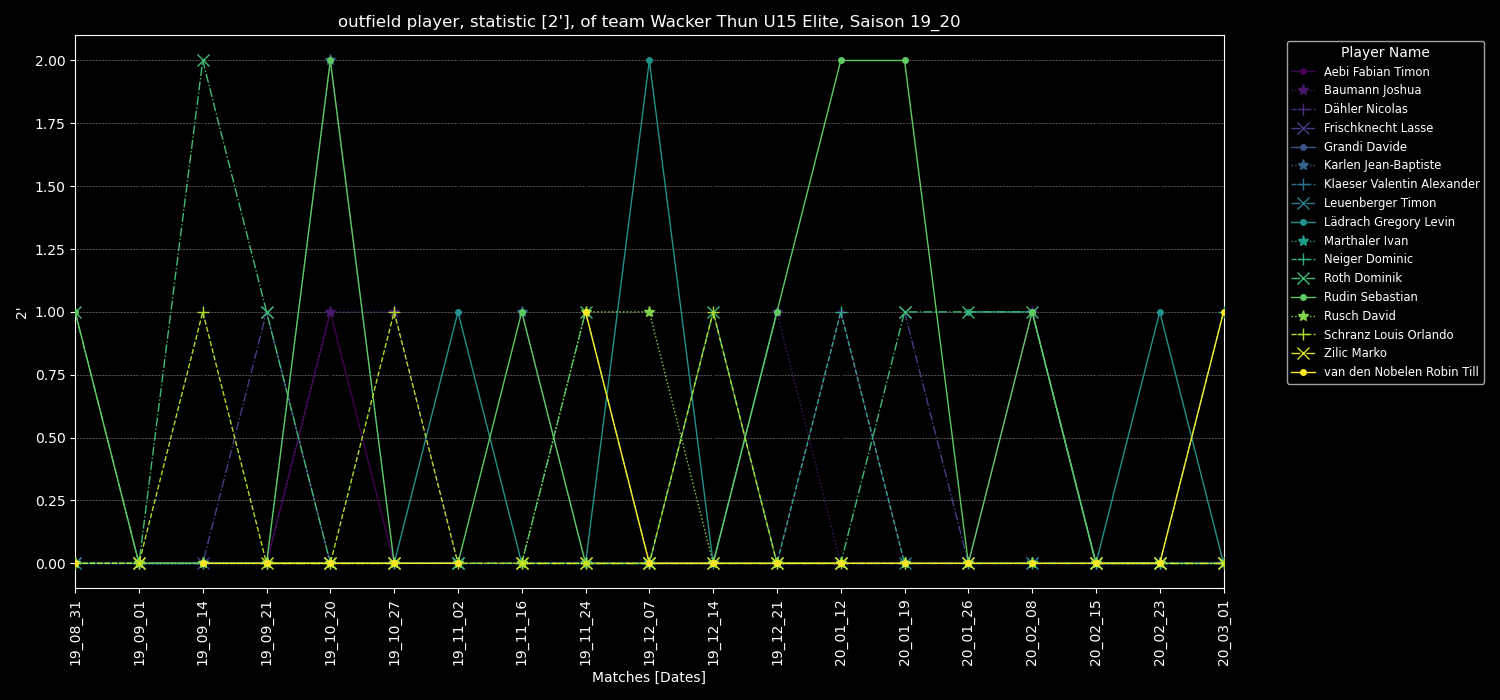 outfield player, statistic [2'], of team Wacker Thun U15 Elite, Saison 19_20
2.00
1.75
1.50
1.25
1.00
0.75
0.50
0.25
0.00
2'
19_08_31
19_09_01
19_09_14
19_09_21
19_10_20
19_10_27
19_11_02
19_11_16
19_11_24
19_12_07
19_12_14
19_12_21
20_01_12
20_01_19
20_01_26
20_02_08
20_02_15
20_02_23
20_03_01
Matches [Dates]
Player Name
Aebi Fabian Timon
Baumann Joshua
Dähler Nicolas
Frischknecht Lasse
Grandi Davide
Karlen Jean-Baptiste
Klaeser Valentin Alexander
Leuenberger Timon
Lädrach Gregory Levin
Marthaler Ivan
Neiger Dominic
Roth Dominik
Rudin Sebastian
Rusch David
Schranz Louis Orlando
Zilic Marko
van den Nobelen Robin Till